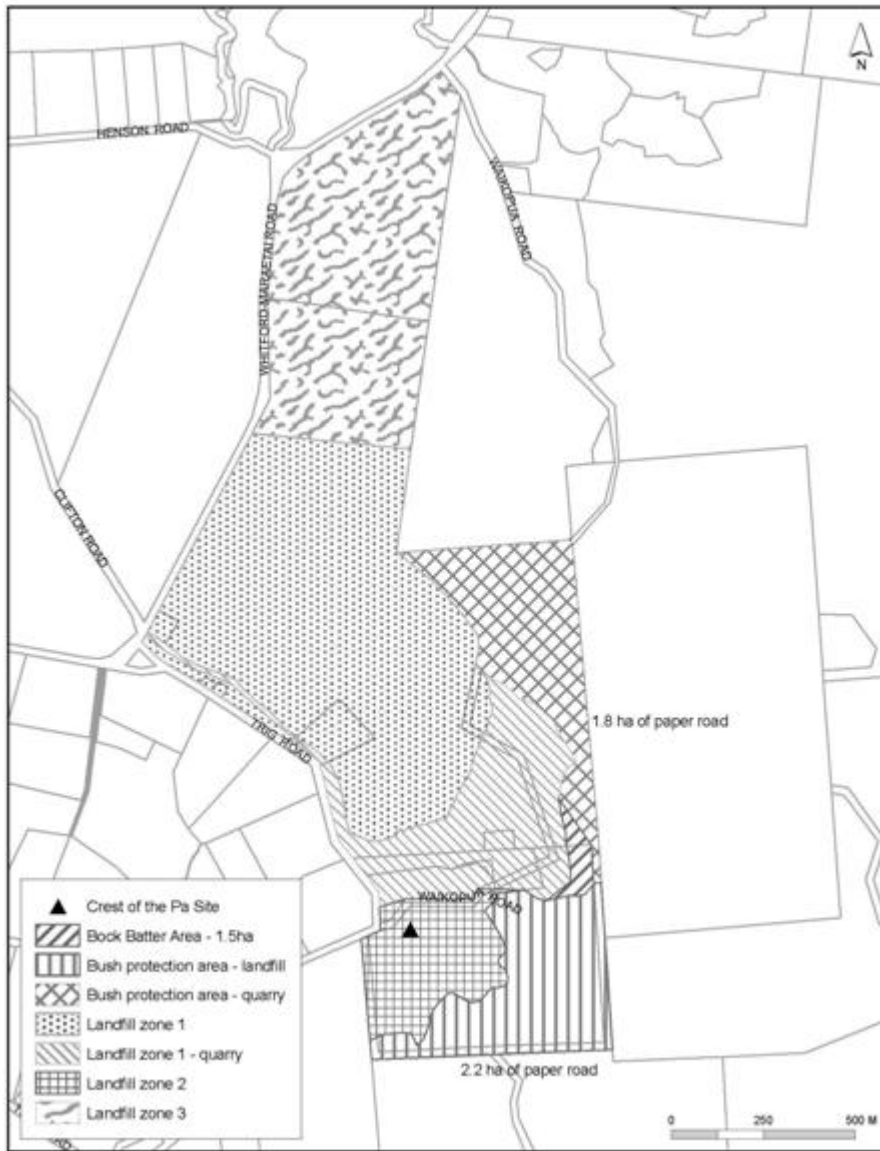 N
HENSON ROAD
WAIKOPUA ROAD
WHITFORD-MARAETAI ROAD
CLIFTON ROAD
TRIG ROAD
1.8 ha of paper road
WAIKOPUA ROAD
Crest of the Pa Site
Bock Batter Area - 1.5ha
Bush protection area - landfill
Bush protection area - quarry
Landfill zone 1
Landfill zone 1 - quarry
Landfill zone 2
Landfill zone 3
2.2 ha of paper road
0 250 500 M